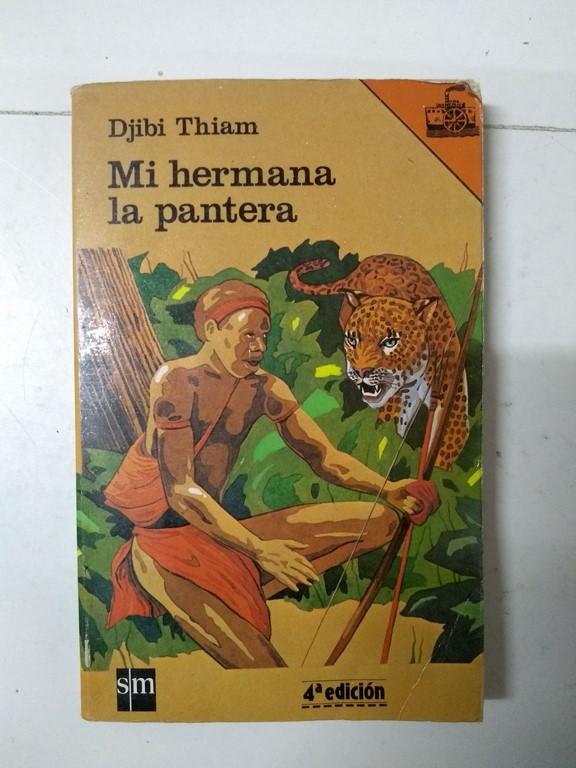 Djibi Thiam
Mi hermana
la pantera
sm
4ª edición